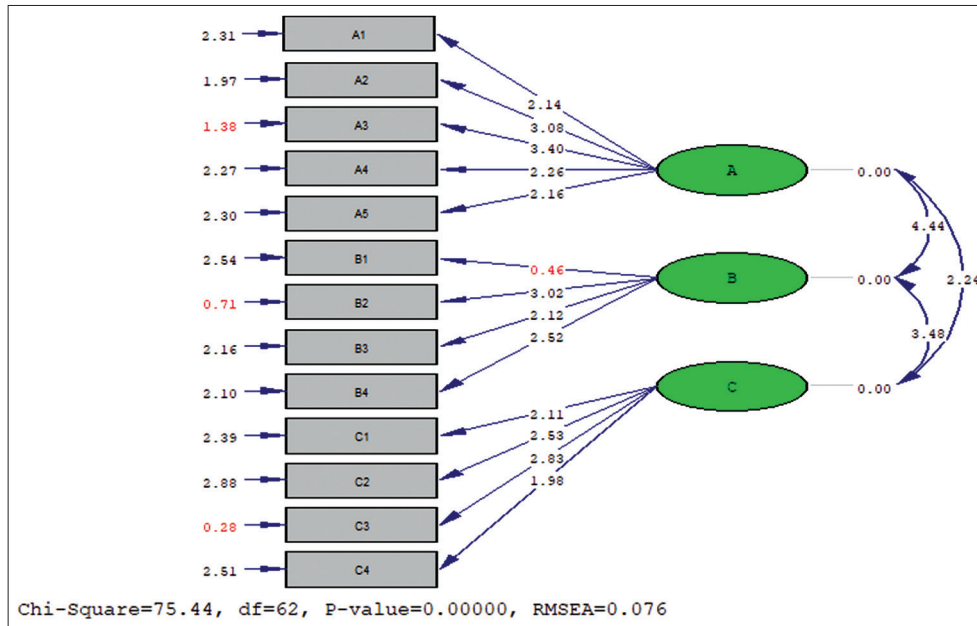 2.31 A1
1.97 A2
1.38 A3
2.27 A4
2.30 A5
2.54 B1
0.71 B2
2.16 B3
2.10 B4
2.39 C1
2.88 C2
0.28 C3
2.51 C4
2.14
3.08
3.40
2.26
2.16
0.46
3.02
2.12
2.52
2.11
2.53
2.83
1.98
A 0.00
B 0.00
C 0.00
4.44
2.24
3.48
Chi-Square=75.44, df=62, P-value=0.00000, RMSEA=0.076